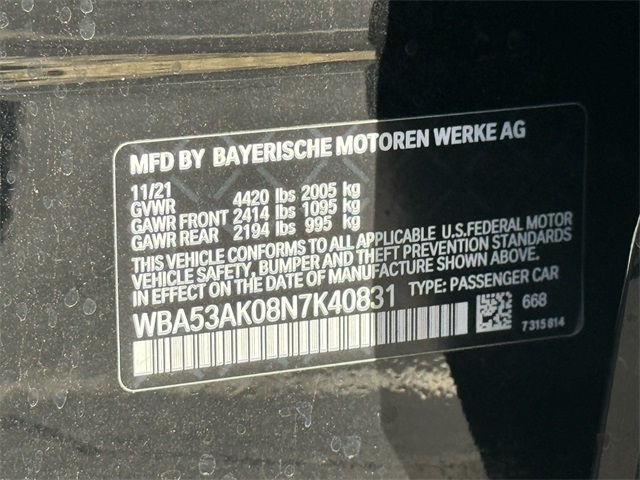 MFD BY BAYERISCHE MOTOREN WERKE AG
11/21
GVWR 4420 lbs 2005 kg
GAWR FRONT 2414 lbs 1095 kg
GAWR REAR 2194 lbs 995 kg
THIS VEHICLE CONFORMS TO ALL APPLICABLE U.S.FEDERAL MOTOR
VEHICLE SAFETY, BUMPER AND THEFT PREVENTION STANDARDS
IN EFFECT ON THE DATE OF MANUFACTURE SHOWN ABOVE.
WBA53AK08N7K40831 TYPE: PASSENGER CAR
668
7315814